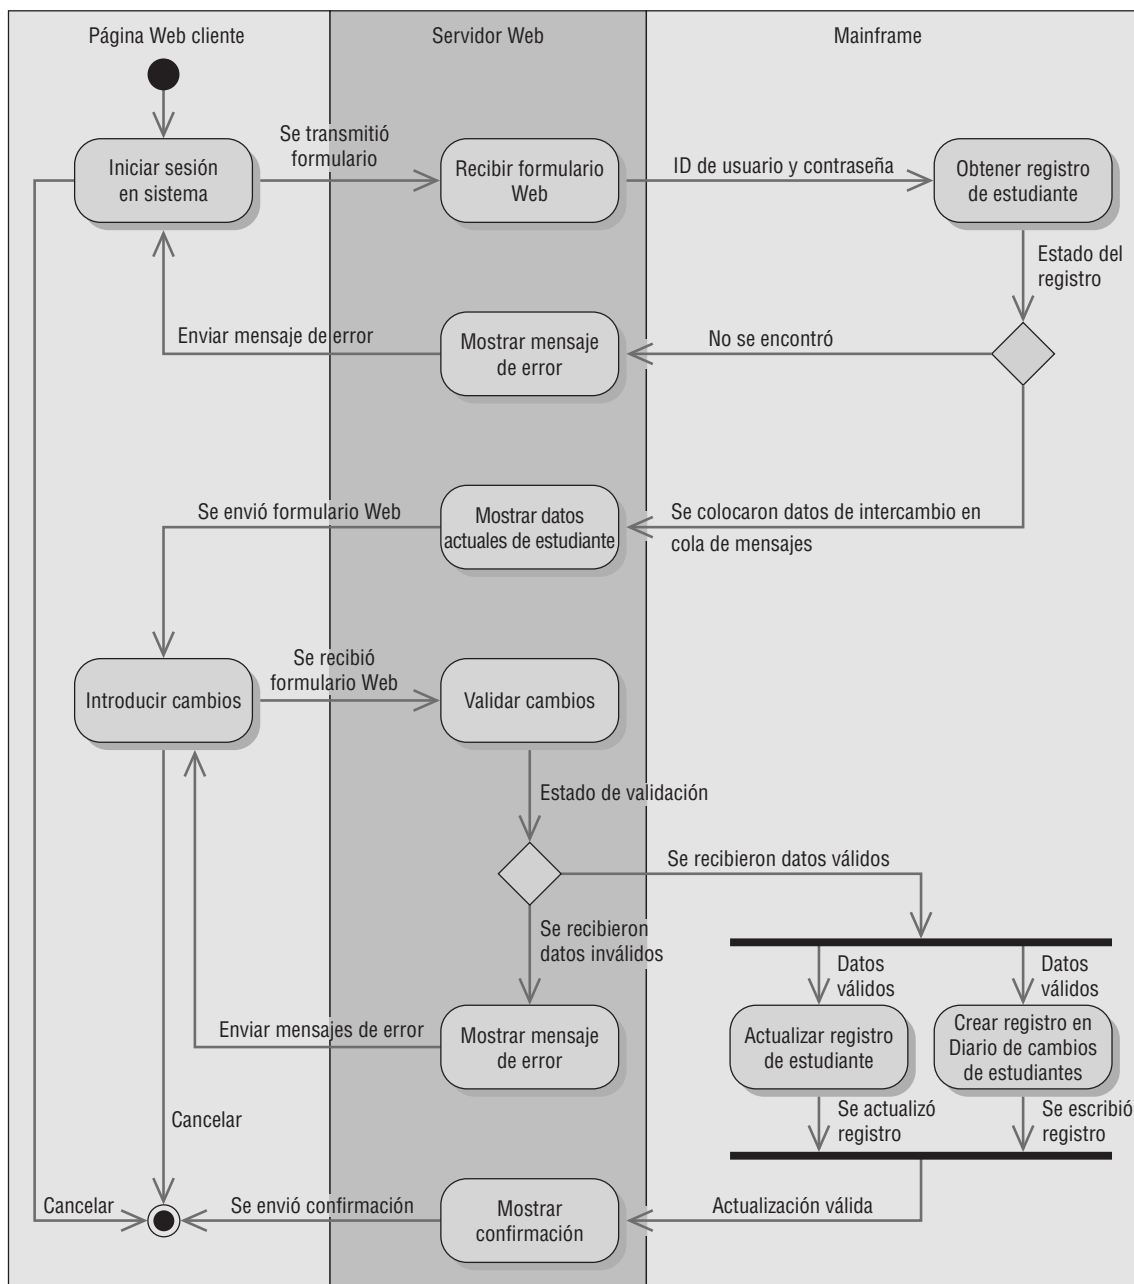 Página Web cliente
Servidor Web
Mainframe
Iniciar sesión
en sistema
Se transmitió
formulario
Recibir formulario
Web
ID de usuario y contraseña
Obtener registro
de estudiante
Estado del
registro
Enviar mensaje de error
Mostrar mensaje
de error
No se encontró
Se envió formulario Web
Mostrar datos
actuales de estudiante
Se colocaron datos de intercambio en
cola de mensajes
Introducir cambios
Se recibió
formulario Web
Validar cambios
Estado de validación
Se recibieron datos válidos
Se recibieron
datos inválidos
Datos
válidos
Datos
válidos
Enviar mensajes de error
Mostrar mensaje
de error
Actualizar registro
de estudiante
Crear registro en
Diario de cambios
de estudiantes
Cancelar
Se actualizó
registro
Se escribió
registro
Cancelar
Se envió confirmación
Mostrar
confirmación
Actualización válida